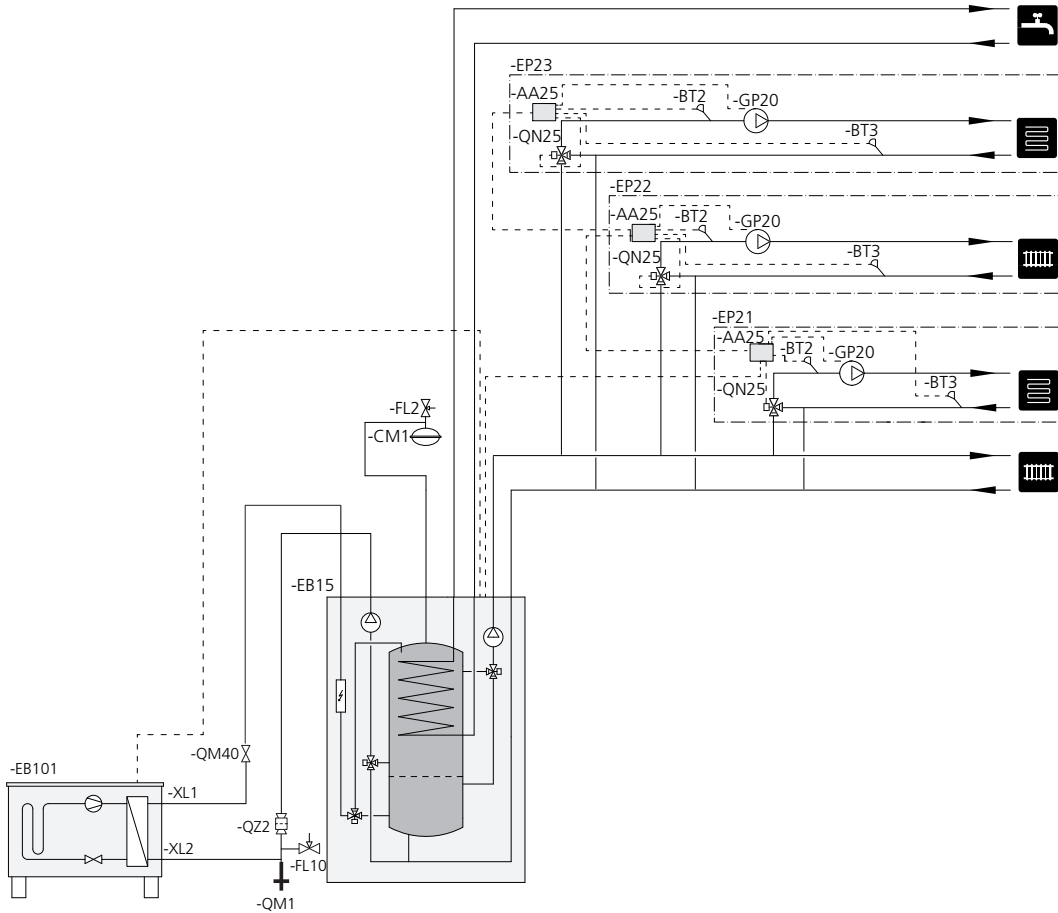 -EP23
-AA25
-BT2
-GP20
-QN25
-BT3
-EP22
-AA25
-BT2
-GP20
-QN25
-BT3
-EP21
-AA25
-BT2
-GP20
-QN25
-BT3
-FL2
-CM1
-EB15
-QM40
-EB101
-XL1
-QZ2
-XL2
-FL10
-QM1